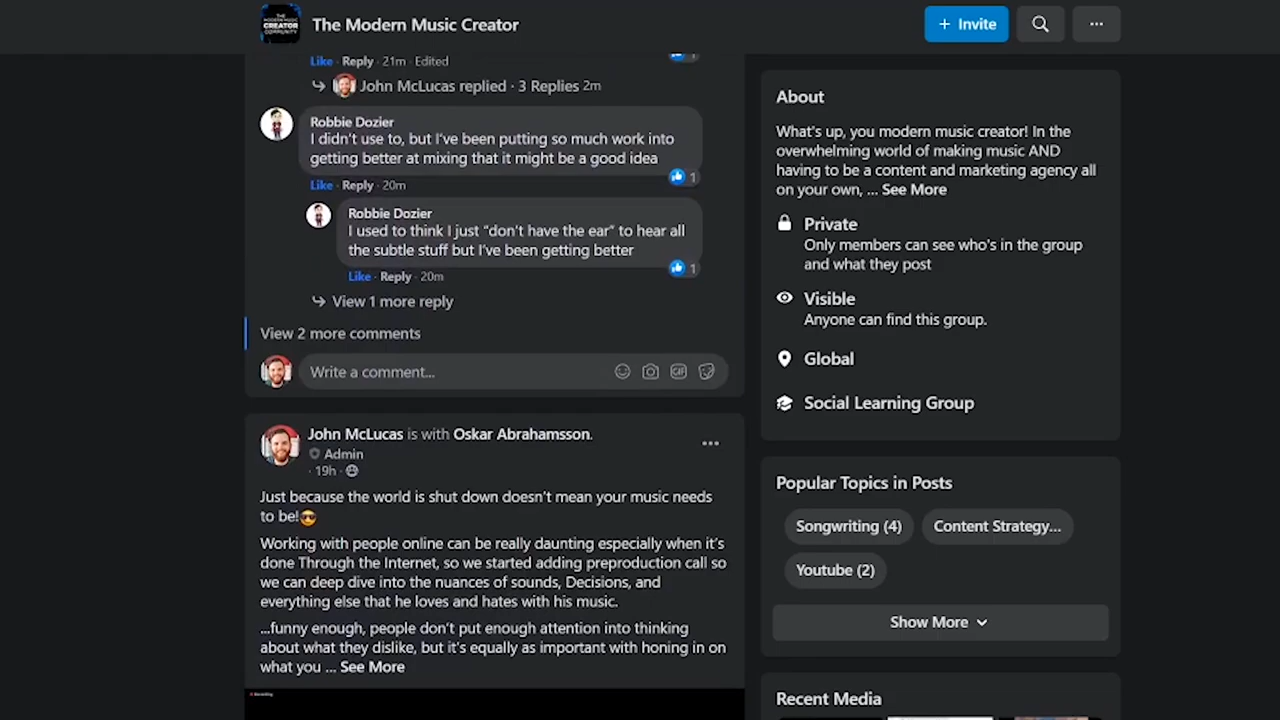 THE
MODERN MUSIC
CREATOR
COMMUNITY
The Modern Music Creator
+ Invite
Like · Reply · 21m · Edited
1
John McLucas replied · 3 Replies 2m
Robbie Dozier
I didn't use to, but I've been putting so much work into
getting better at mixing that it might be a good idea
Like · Reply · 20m
1
Robbie Dozier
I used to think I just “don't have the ear” to hear all
the subtle stuff but I've been getting better
Like · Reply · 20m
1
View 1 more reply
View 2 more comments
Write a comment...
GIF
John McLucas is with Oskar Abrahamsson.
Admin
· 19h ·
Just because the world is shut down doesn't mean your music needs
to be!😎
Working with people online can be really daunting especially when it's
done Through the Internet, so we started adding preproduction call so
we can deep dive into the nuances of sounds, Decisions, and
everything else that he loves and hates with his music.
...funny enough, people don't put enough attention into thinking
about what they dislike, but it's equally as important with honing in on
what you ... See More
About
What's up, you modern music creator! In the
overwhelming world of making music AND
having to be a content and marketing agency all
on your own, ... See More
Private
Only members can see who's in the group
and what they post
Visible
Anyone can find this group.
Global
Social Learning Group
Popular Topics in Posts
Songwriting (4)
Content Strategy...
Youtube (2)
Show More
Recent Media